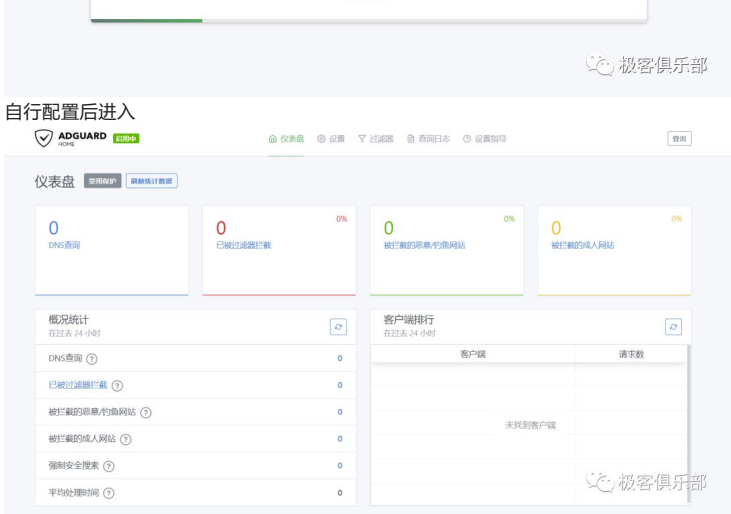 极客俱乐部
自行配置后进入
ADGUARD
HOME
启用中
仪表盘
设置
过滤器
查询日志
设置指导
登出
仪表盘
禁用保护
刷新统计数据
0
DNS查询
0
0%
已被过滤器拦截
0
0%
被拦截的恶意/钓鱼网站
0
0%
被拦截的成人网站
概况统计
在过去 24 小时
DNS查询 ? 0
已被过滤器拦截 ? 0
被拦截的恶意/钓鱼网站 ? 0
被拦截的成人网站 ? 0
强制安全搜索 ? 0
平均处理时间 ? 0
客户端排行
在过去 24 小时
客户端 请求数
未找到客户端
极客俱乐部